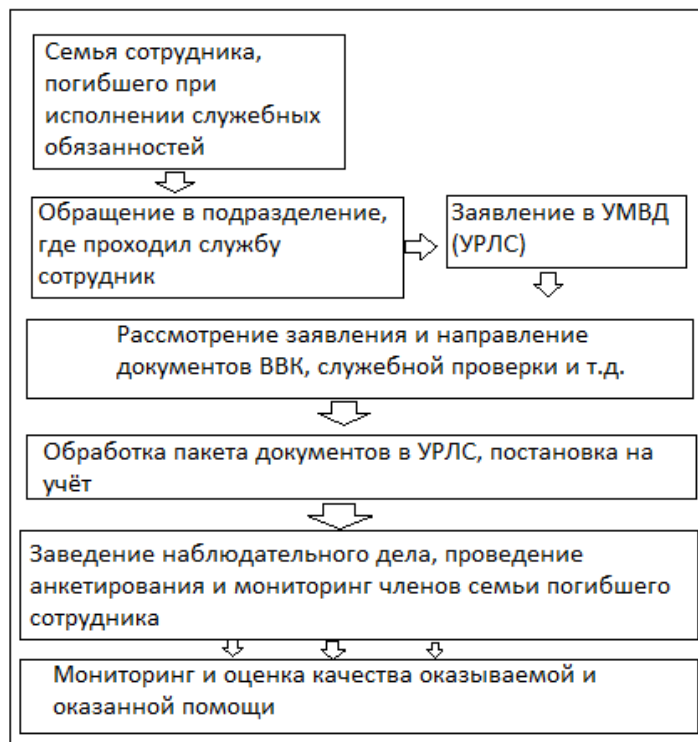 Семья сотрудника,
погибшего при
исполнении служебных
обязанностей
Обращение в подразделение,
где проходил службу
сотрудник
Заявление в УМВД
(УРЛС)
Рассмотрение заявления и направление
документов ВВК, служебной проверки и т.д.
Обработка пакета документов в УРЛС, постановка на
учёт
Заведение наблюдательного дела, проведение
анкетирования и мониторинг членов семьи погибшего
сотрудника
Мониторинг и оценка качества оказываемой и
оказанной помощи